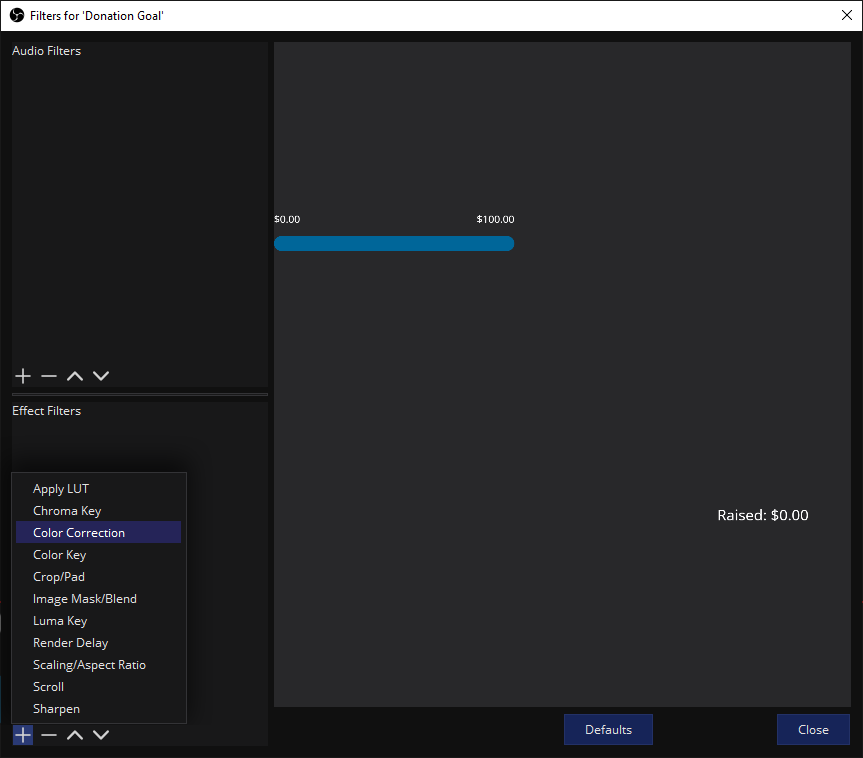 Filters for 'Donation Goal'
Audio Filters
$0.00 $100.00
Effect Filters
Apply LUT
Chroma Key
Color Correction
Color Key
Crop/Pad
Image Mask/Blend
Luma Key
Render Delay
Scaling/Aspect Ratio
Scroll
Sharpen
Raised: $0.00
Defaults
Close